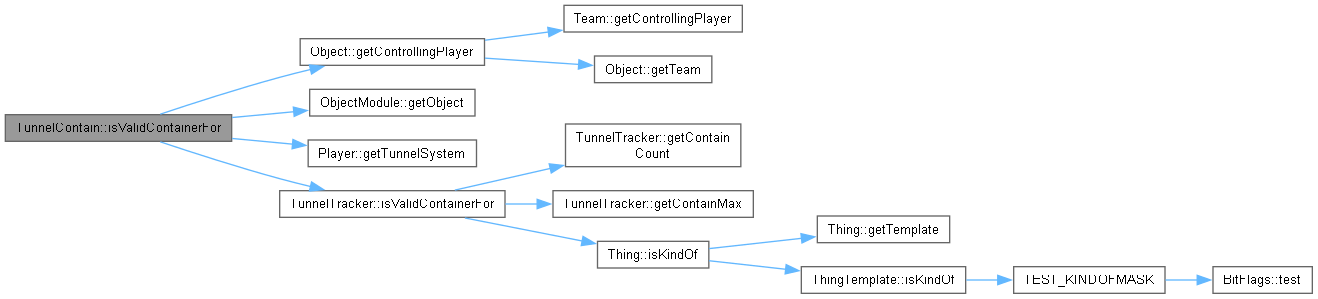 TunnelContain::isValidContainerFor
Object::getControllingPlayer
Team::getControllingPlayer
Object::getTeam
ObjectModule::getObject
Player::getTunnelSystem
TunnelTracker::isValidContainerFor
TunnelTracker::getContain
Count
TunnelTracker::getContainMax
Thing::isKindOf
Thing::getTemplate
ThingTemplate::isKindOf
TEST_KINDOFMASK
BitFlags::test